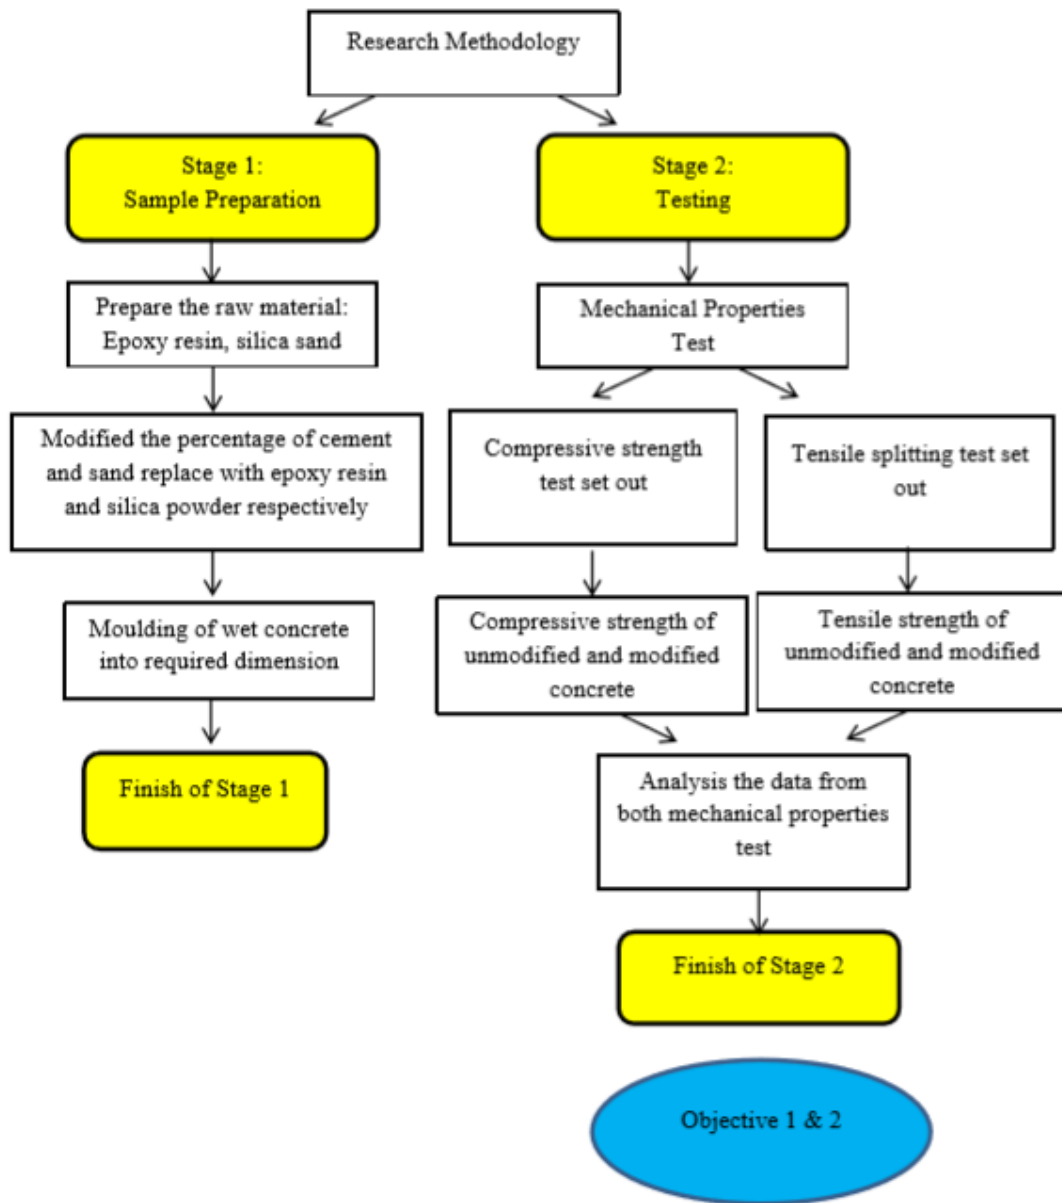 Research Methodology
Stage 1:
Sample Preparation
Prepare the raw material:
Epoxy resin, silica sand
Modified the percentage of cement
and sand replace with epoxy resin
and silica powder respectively
Moulding of wet concrete
into required dimension
Finish of Stage 1
Stage 2:
Testing
Mechanical Properties
Test
Compressive strength
test set out
Tensile splitting test set
out
Compressive strength of
unmodified and modified
concrete
Tensile strength of
unmodified and modified
concrete
Analysis the data from
both mechanical properties
test
Finish of Stage 2
Objective 1 & 2